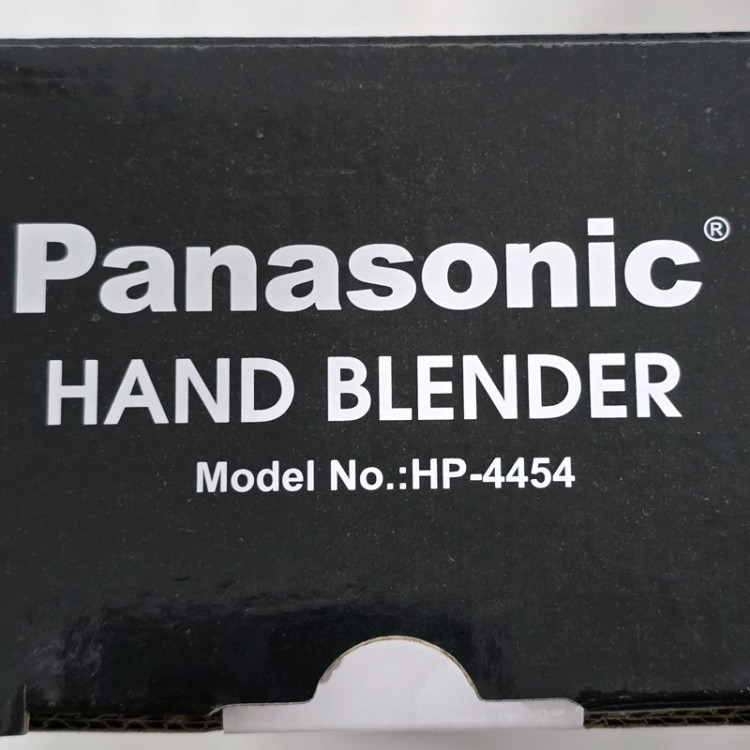 Panasonic®
HAND BLENDER
Model No.:HP-4454